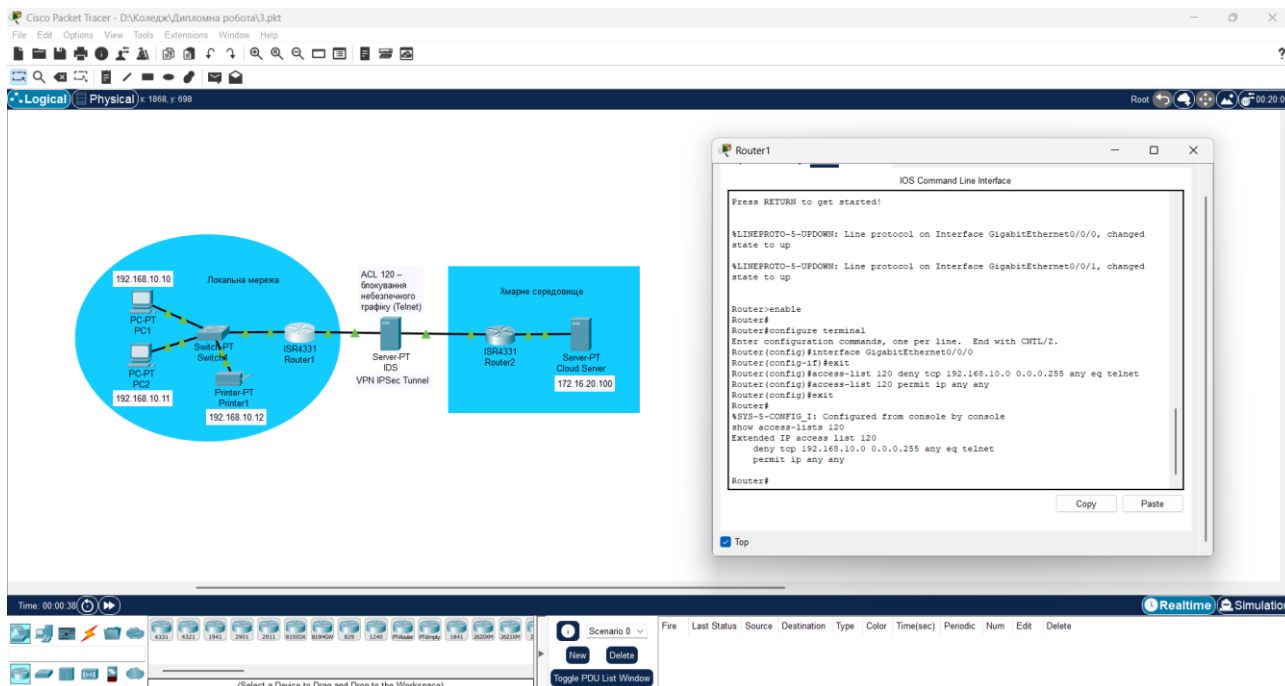 Cisco Packet Tracer - D:\Коледж\Дипломна робота\3.pkt
File Edit Options View Tools Extensions Window Help
?
Logical Physical x: 1868, y: 698
Root 00:20:0
192.168.10.10
Локальна мережа
PC-PT
PC1
Switch-PT
Switch1
ISR4331
Router1
PC-PT
PC2
192.168.10.11
Printer-PT
Printer1
192.168.10.12
ACL 120 –
блокування
небезпечного
трафіку (Telnet)
Server-PT
IDS
VPN IPSec Tunnel
Хмарне середовище
ISR4331
Router2
Server-PT
Cloud Server
172.16.20.100
Router1
IOS Command Line Interface
Press RETURN to get started!
%LINEPROTO-5-UPDOWN: Line protocol on Interface GigabitEthernet0/0/0, changed
state to up
%LINEPROTO-5-UPDOWN: Line protocol on Interface GigabitEthernet0/0/1, changed
state to up
Router>enable
Router#
Router#configure terminal
Enter configuration commands, one per line. End with CNTL/Z.
Router(config)#interface GigabitEthernet0/0/0
Router(config-if)#exit
Router(config)#access-list 120 deny tcp 192.168.10.0 0.0.0.255 any eq telnet
Router(config)#access-list 120 permit ip any any
Router(config)#exit
Router#
%SYS-5-CONFIG_I: Configured from console by console
show access-lists 120
Extended IP access list 120
deny tcp 192.168.10.0 0.0.0.255 any eq telnet
permit ip any any
Router#
Copy Paste
Top
Time: 00:00:38
Realtime Simulation
4331 4321 1941 2901 2911 819IOX 819HGW 829 1240 PT-Router PT-Empty 1841 2620XM 2621XM
Scenario 0
New Delete
Toggle PDU List Window
Fire Last Status Source Destination Type Color Time(sec) Periodic Num Edit Delete
(Select a Device to Drag and Drop to the Workspace)